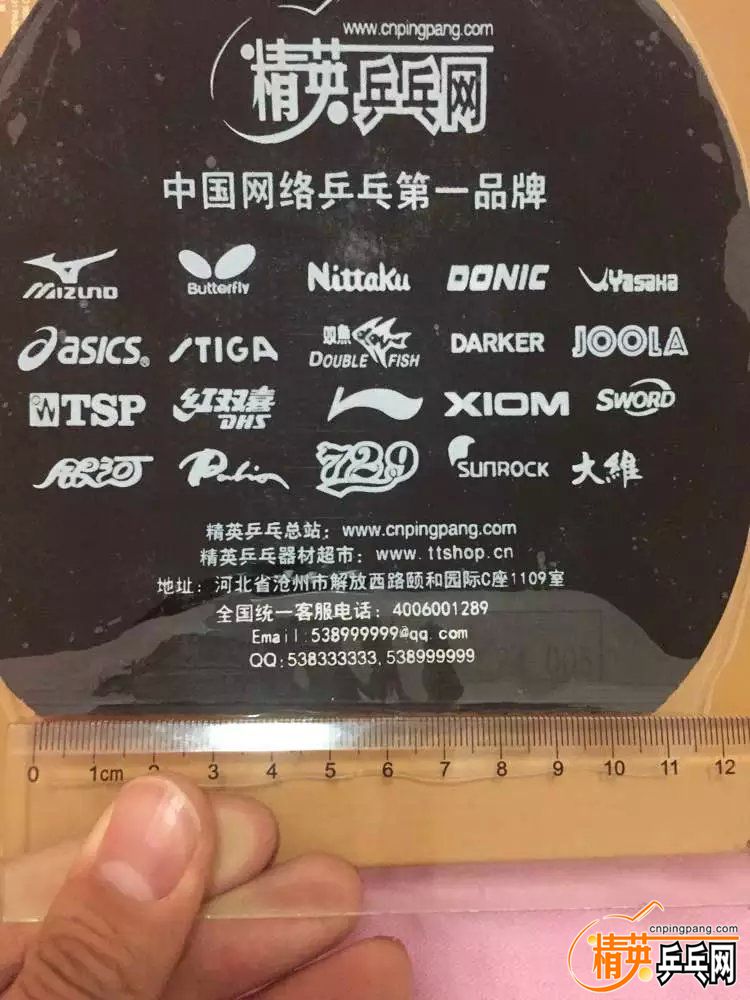 www.cnpingpang.com
精英乒乓网
中国网络乒乓第一品牌
MIZUNO Butterfly Nittaku DONIC Yasaka
asics STIGA 双鱼 DOUBLE FISH DARKER JOOLA
TSP 红双喜 DHS XIOM SWORD
银河 Palio 729 SUNROCK 大維
精英乒乓总站：www.cnpingpang.com
精英乒乓器材超市：www.ttshop.cn
地址：河北省沧州市解放西路颐和园际C座1109室
全国统一客服电话：4006001289
Email:538999999@qq.com
QQ:538333333,538999999
0 1cm 2 3 4 5 6 7 8 9 10 11 12
cnpingpang.com
精英乒乓网